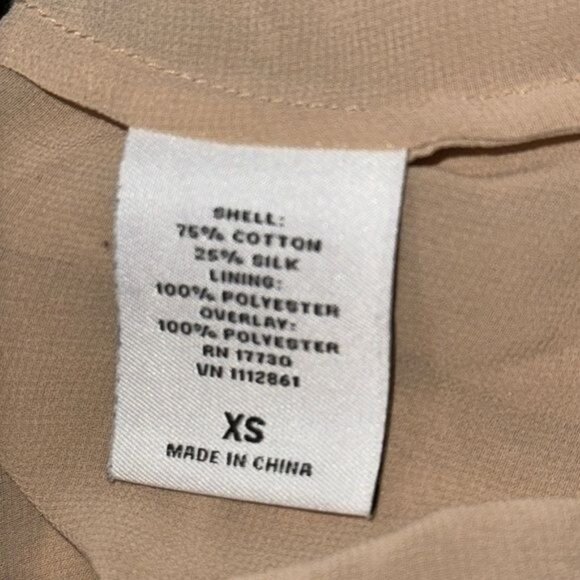 SHELL:
75% COTTON
25% SILK
LINING:
100% POLYESTER
OVERLAY:
100% POLYESTER
RN 17730
VN 1112861
XS
MADE IN CHINA